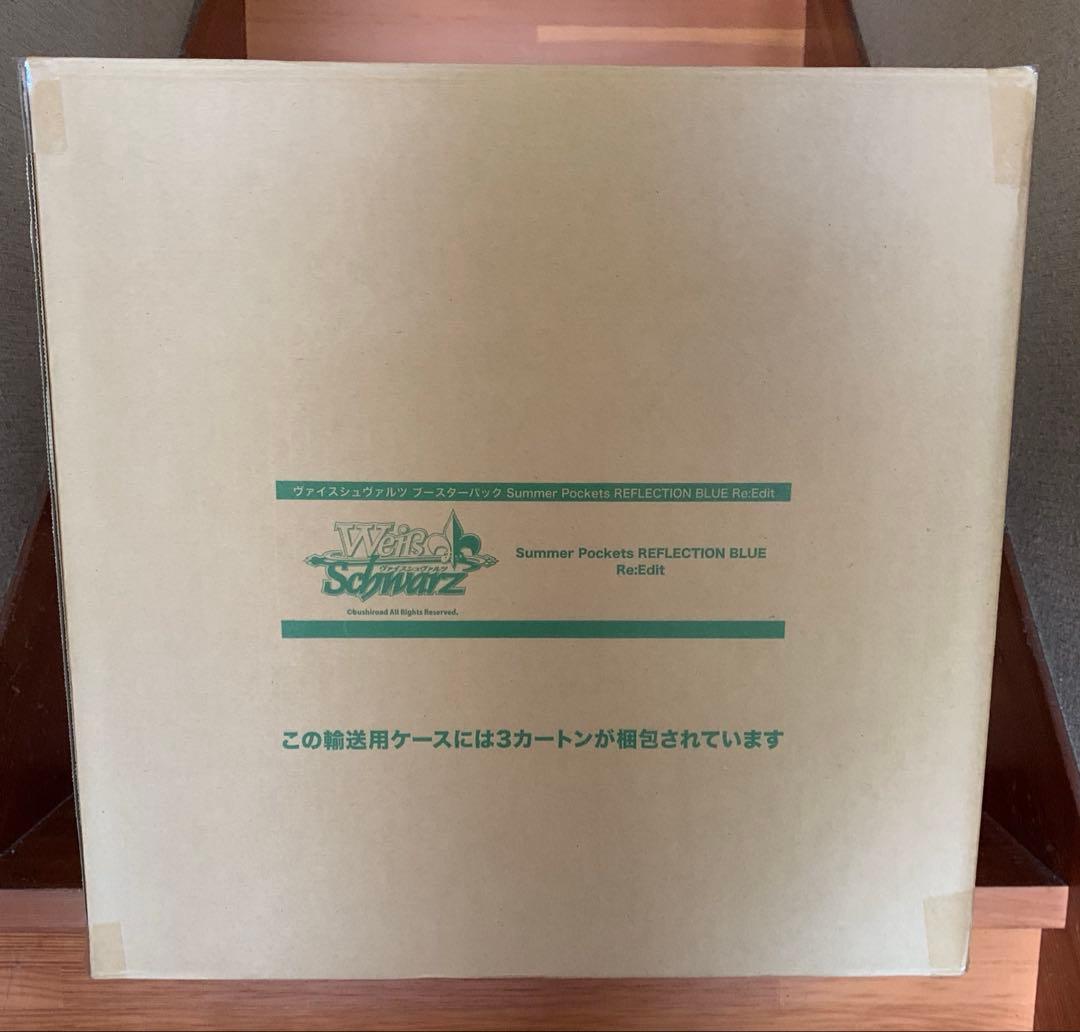 ヴァイスシュヴァルツ ブースターパック Summer Pockets REFLECTION BLUE Re:Edit
Weiß
ヴァイスシュヴァルツ
Schwarz
©bushiroad All Rights Reserved.
Summer Pockets REFLECTION BLUE
Re:Edit
この輸送用ケースには3カートンが梱包されています